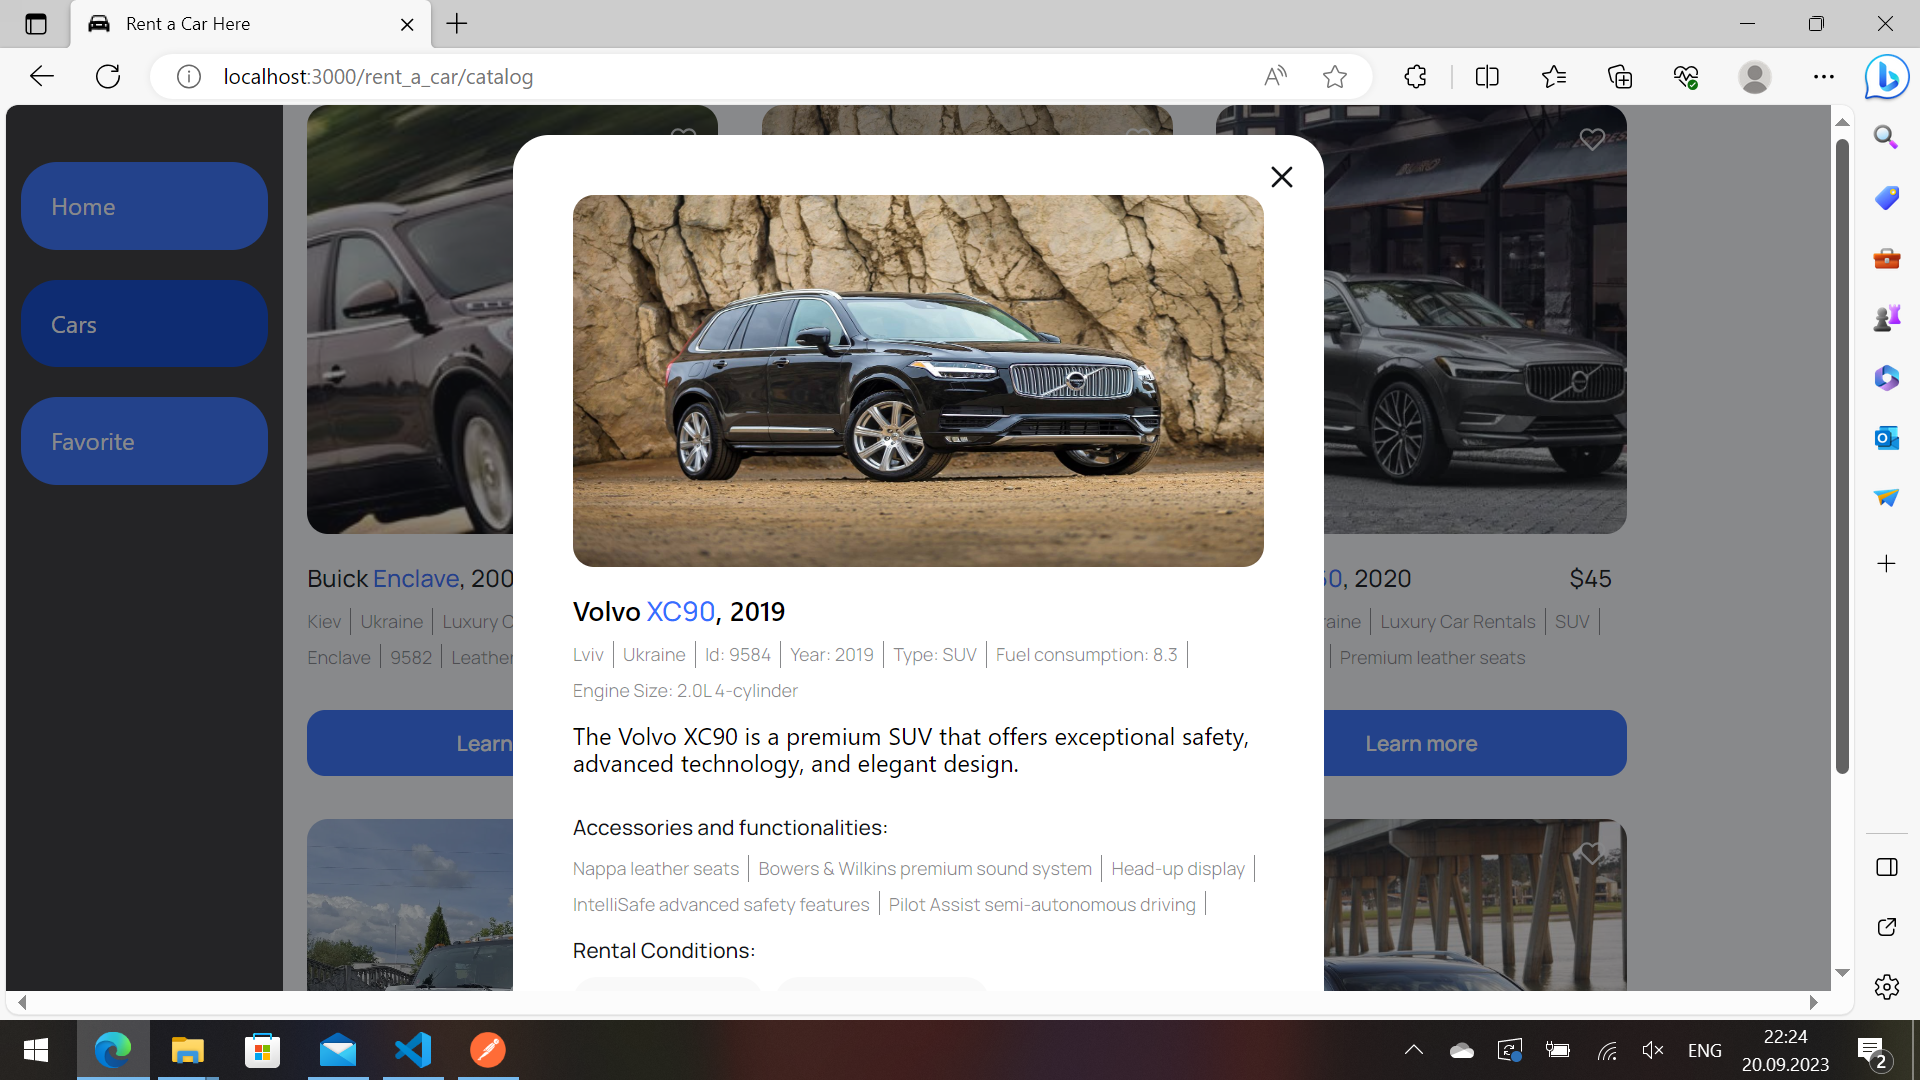 Rent a Car Here
localhost:3000/rent_a_car/catalog
Home
Cars
Favorite
Buick Enclave, 200
Kiev | Ukraine | Luxury C
Enclave | 9582 | Leather
Learn
Volvo XC90, 2019
Lviv | Ukraine | Id: 9584 | Year: 2019 | Type: SUV | Fuel consumption: 8.3 |
Engine Size: 2.0L 4-cylinder
The Volvo XC90 is a premium SUV that offers exceptional safety,
advanced technology, and elegant design.
Accessories and functionalities:
Nappa leather seats | Bowers & Wilkins premium sound system | Head-up display |
IntelliSafe advanced safety features | Pilot Assist semi-autonomous driving |
Rental Conditions:
0, 2020 $45
raine | Luxury Car Rentals | SUV |
| Premium leather seats
Learn more
ENG
22:24
20.09.2023
2